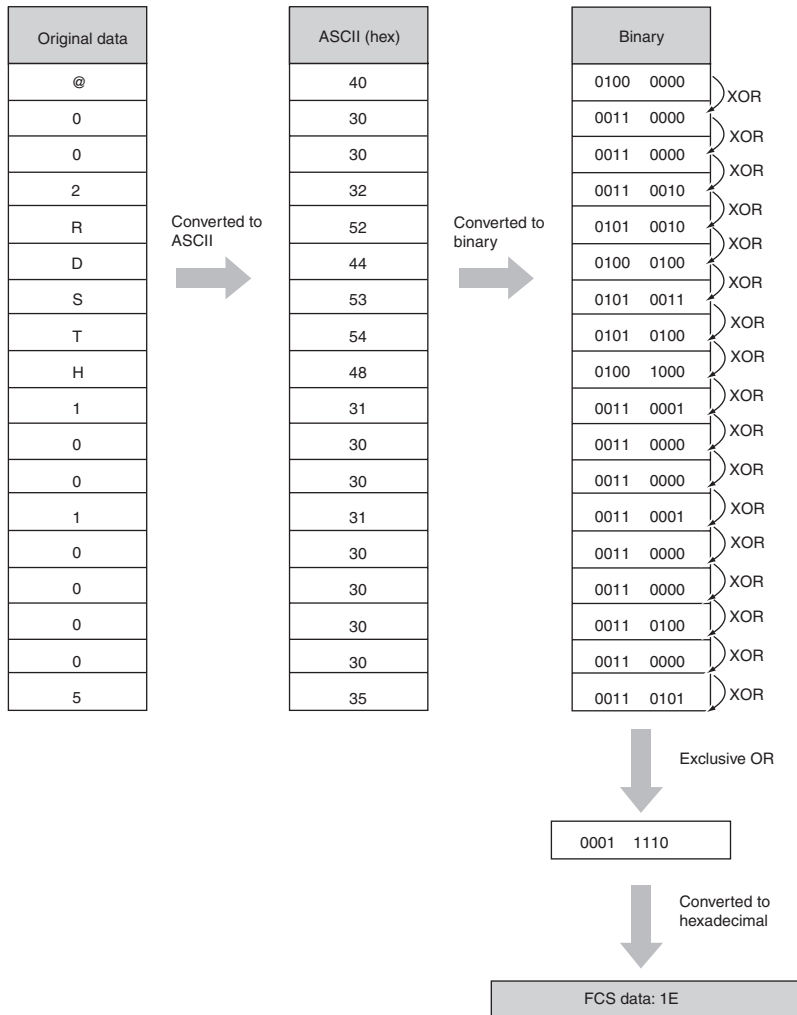 Original data ASCII (hex) Binary
@ 40 0100 0000
XOR
0 30 0011 0000
XOR
0 30 0011 0000
XOR
2 32 0011 0010
XOR
R 52 0101 0010
XOR
D 44 0100 0100
XOR
S 53 0101 0011
XOR
T 54 0101 0100
XOR
H 48 0100 1000
XOR
1 31 0011 0001
XOR
0 30 0011 0000
XOR
0 30 0011 0000
XOR
1 31 0011 0001
XOR
0 30 0011 0000
XOR
0 30 0011 0000
XOR
0 30 0011 0100
XOR
0 30 0011 0000
XOR
5 35 0011 0101
Converted to
ASCII
Converted to
binary
Exclusive OR
0001 1110
Converted to
hexadecimal
FCS data: 1E